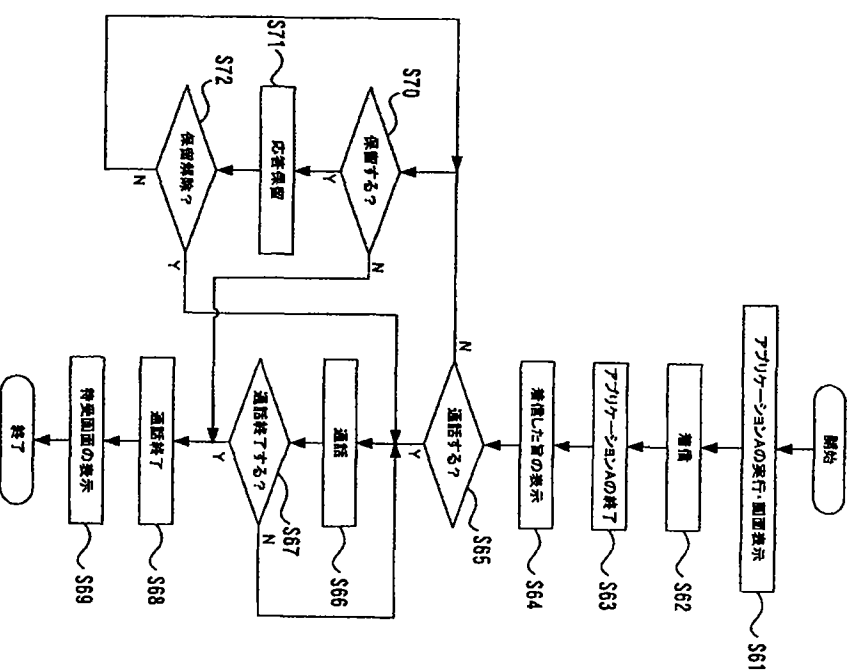 開始
アプリケーションAの実行・画面表示
S61
着信
S62
アプリケーションAの終了
S63
着信した旨の表示
S64
通話する?
S65
N
Y
通話
S66
通話終了する?
S67
N
Y
通話終了
S68
待受画面の表示
S69
終了
保留する?
S70
N
Y
応答保留
S71
保留解除?
S72
N
Y